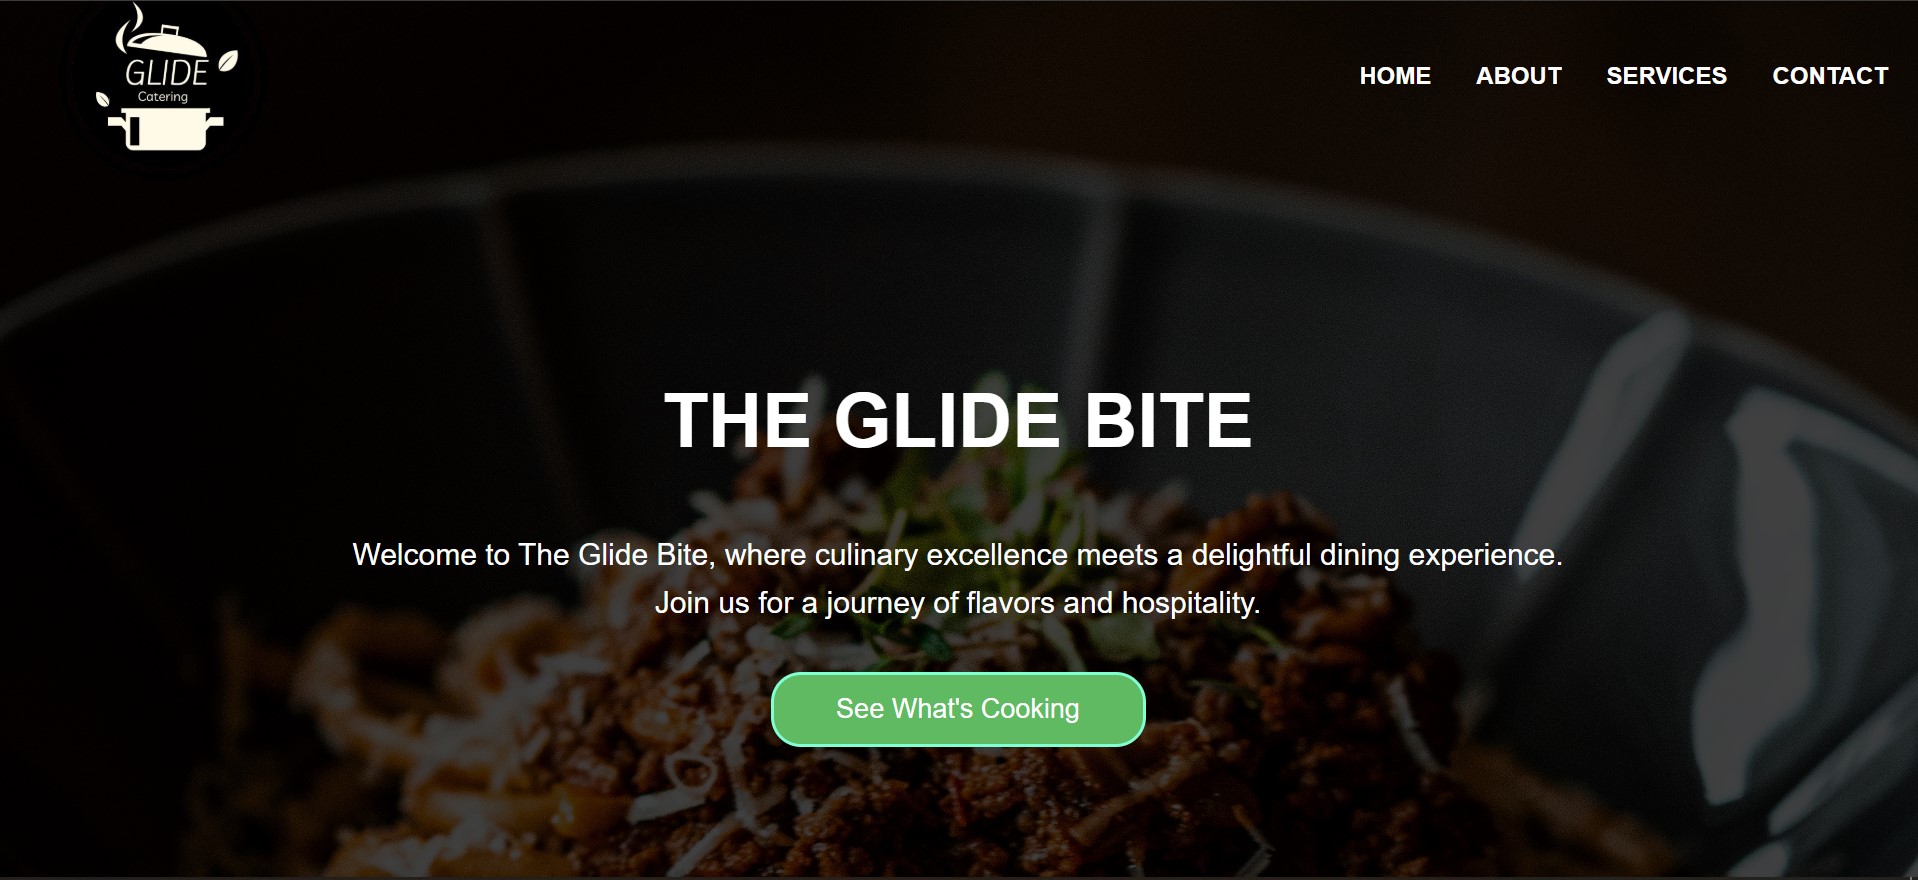 GLIDE
Catering
HOME ABOUT SERVICES CONTACT
THE GLIDE BITE
Welcome to The Glide Bite, where culinary excellence meets a delightful dining experience.
Join us for a journey of flavors and hospitality.
See What's Cooking